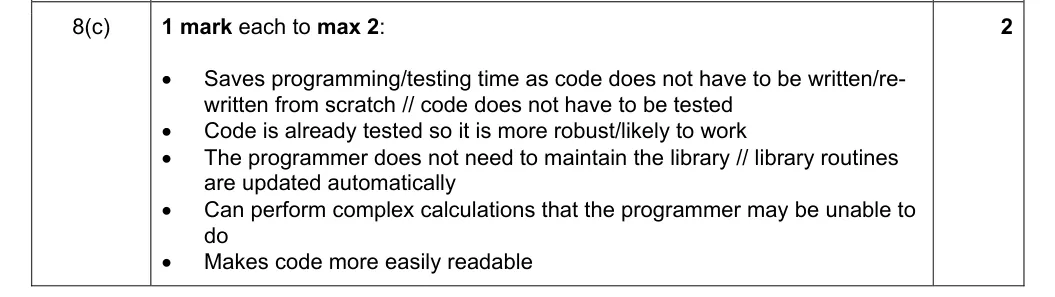 8(c) 1 mark each to max 2: 2
• Saves programming/testing time as code does not have to be written/re-
written from scratch // code does not have to be tested
• Code is already tested so it is more robust/likely to work
• The programmer does not need to maintain the library // library routines
are updated automatically
• Can perform complex calculations that the programmer may be unable to
do
• Makes code more easily readable